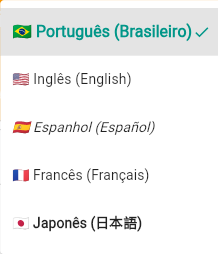 Português (Brasileiro)
Inglês (English)
Espanhol (Español)
Francês (Français)
Japonês (日本語)